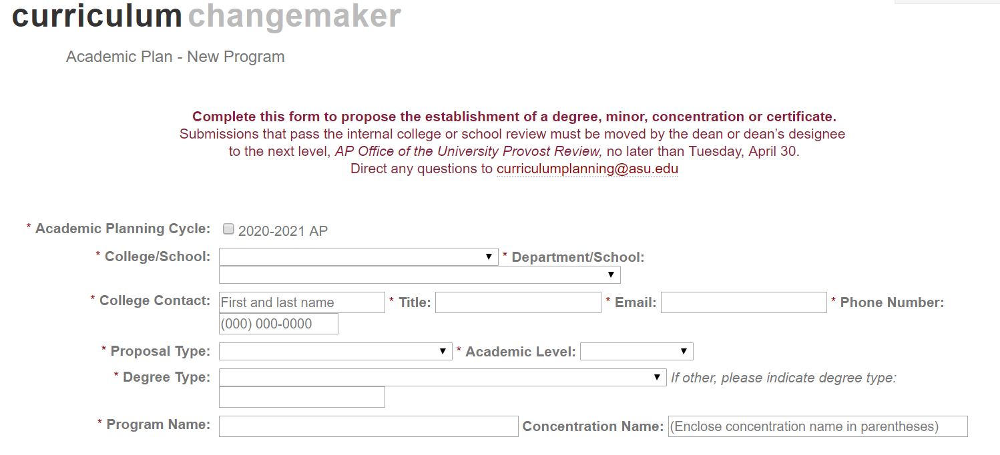 curriculum changemaker
Academic Plan - New Program
Complete this form to propose the establishment of a degree, minor, concentration or certificate.
Submissions that pass the internal college or school review must be moved by the dean or dean’s designee
to the next level, AP Office of the University Provost Review, no later than Tuesday, April 30.
Direct any questions to curriculumplanning@asu.edu
* Academic Planning Cycle: 2020-2021 AP
* College/School: * Department/School:
* College Contact: First and last name * Title: * Email: * Phone Number:
(000) 000-0000
* Proposal Type: * Academic Level:
* Degree Type: If other, please indicate degree type:
* Program Name: Concentration Name: (Enclose concentration name in parentheses)